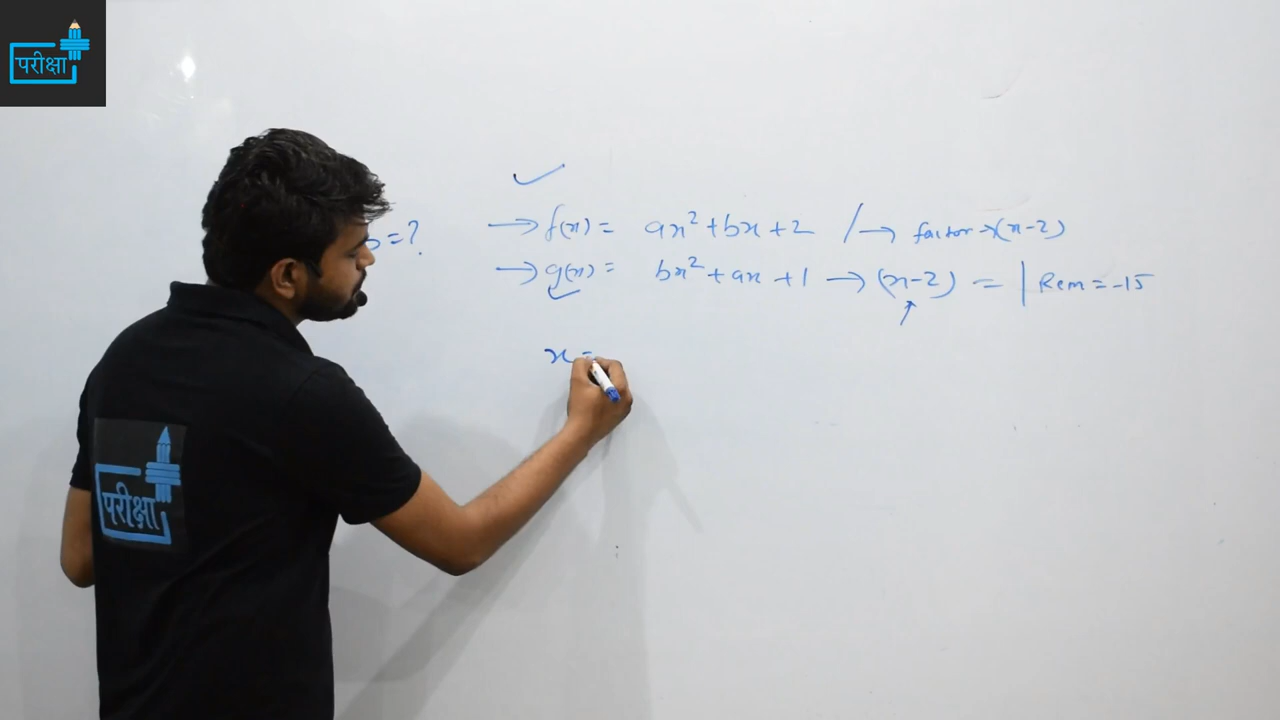 परीक्षा
b=?
→ f(x) = ax²+bx+2 /→ factor→(x-2)
→ g(x) = bx²+ax+1 → (x-2) = | Rem = -15
x =
परीक्षा